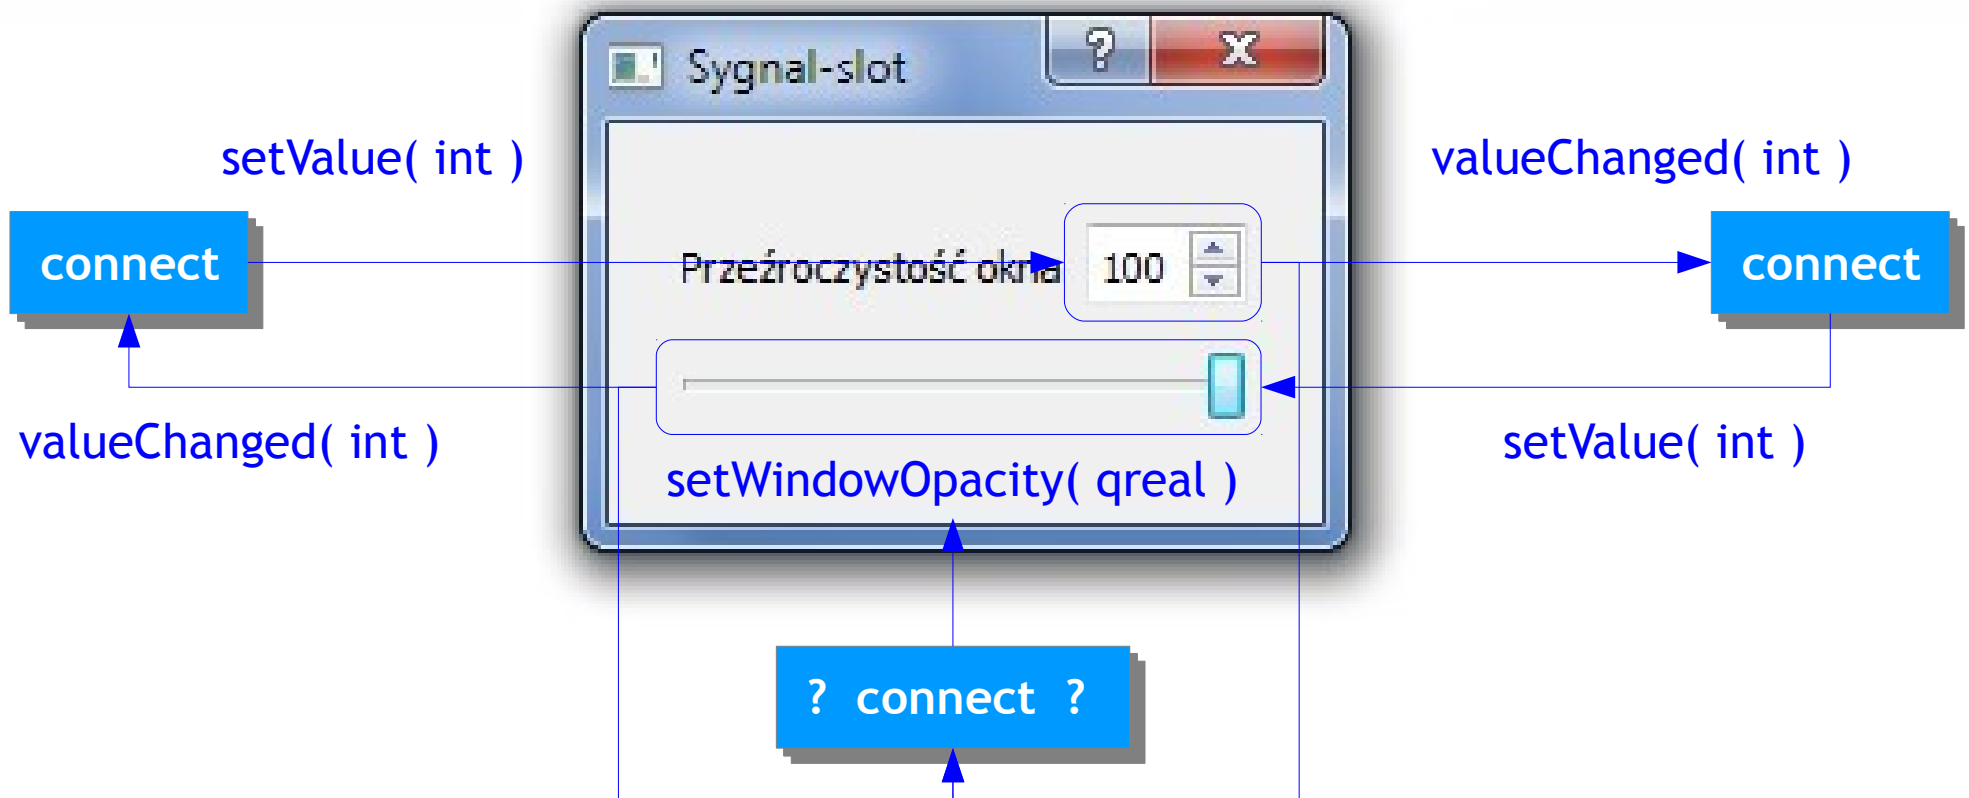 Sygnal-slot
setValue( int )
valueChanged( int )
connect
Przeźroczystość okna
100
connect
valueChanged( int )
setValue( int )
setWindowOpacity( qreal )
? connect ?